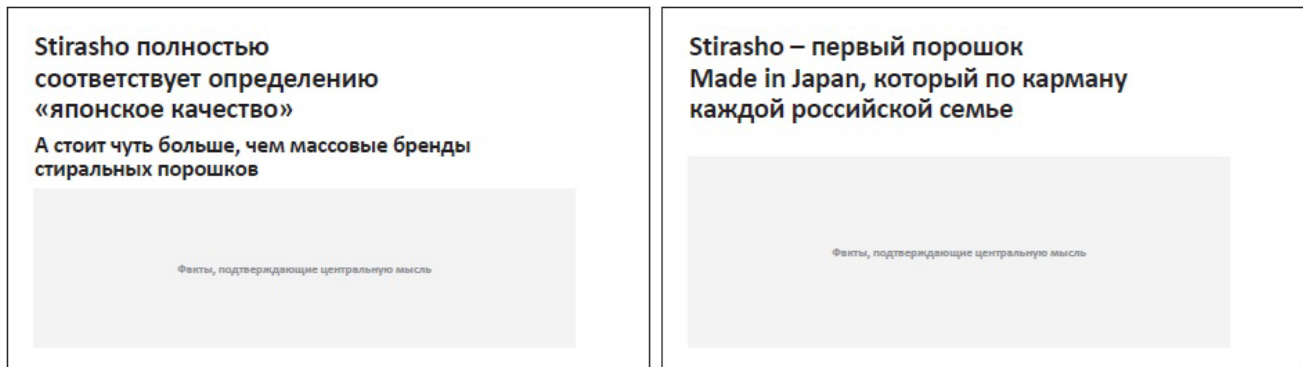 Stirasho полностью
соответствует определению
«японское качество»
А стоит чуть больше, чем массовые бренды
стиральных порошков
Факты, подтверждающие центральную мысль
Stirasho – первый порошок
Made in Japan, который по карману
каждой российской семье
Факты, подтверждающие центральную мысль